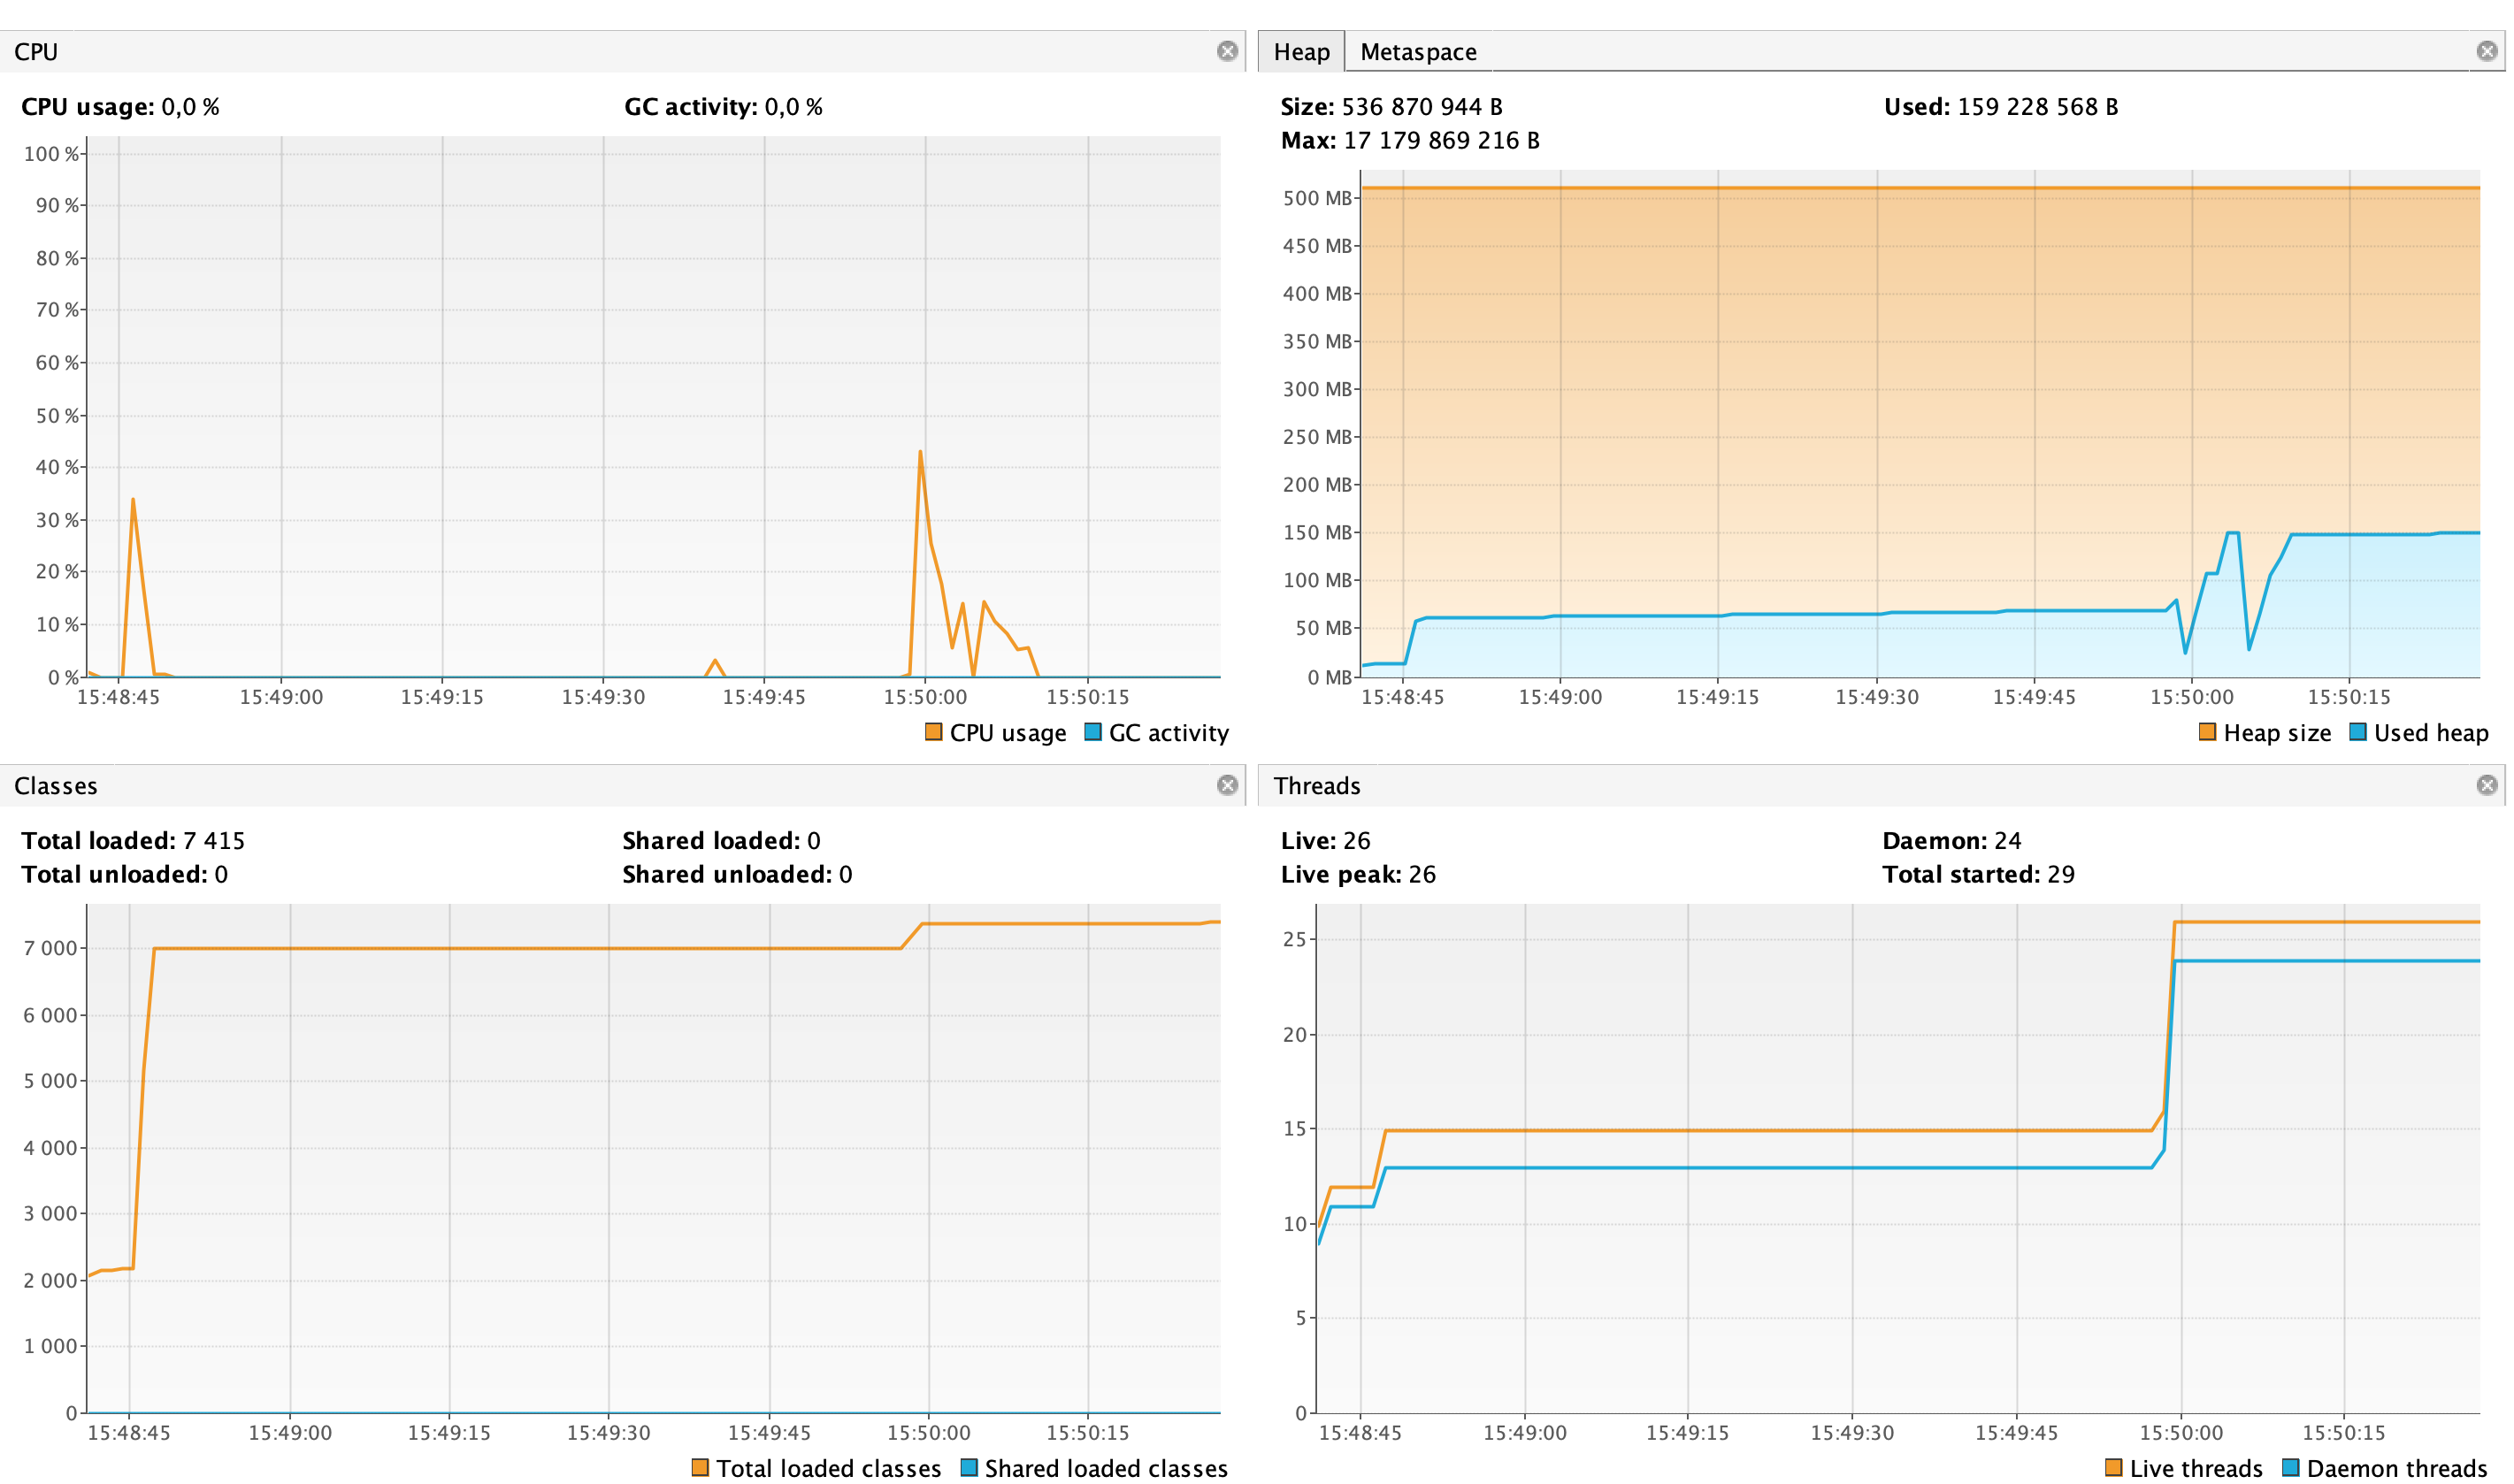 CPU
CPU usage: 0,0 % GC activity: 0,0 %
100 %
90 %
80 %
70 %
60 %
50 %
40 %
30 %
20 %
10 %
0 %
15:48:45 15:49:00 15:49:15 15:49:30 15:49:45 15:50:00 15:50:15
CPU usage GC activity
Heap Metaspace
Size: 536 870 944 B Used: 159 228 568 B
Max: 17 179 869 216 B
500 MB
450 MB
400 MB
350 MB
300 MB
250 MB
200 MB
150 MB
100 MB
50 MB
0 MB
15:48:45 15:49:00 15:49:15 15:49:30 15:49:45 15:50:00 15:50:15
Heap size Used heap
Classes
Total loaded: 7 415 Shared loaded: 0
Total unloaded: 0 Shared unloaded: 0
7 000
6 000
5 000
4 000
3 000
2 000
1 000
0
15:48:45 15:49:00 15:49:15 15:49:30 15:49:45 15:50:00 15:50:15
Total loaded classes Shared loaded classes
Threads
Live: 26 Daemon: 24
Live peak: 26 Total started: 29
25
20
15
10
5
0
15:48:45 15:49:00 15:49:15 15:49:30 15:49:45 15:50:00 15:50:15
Live threads Daemon threads